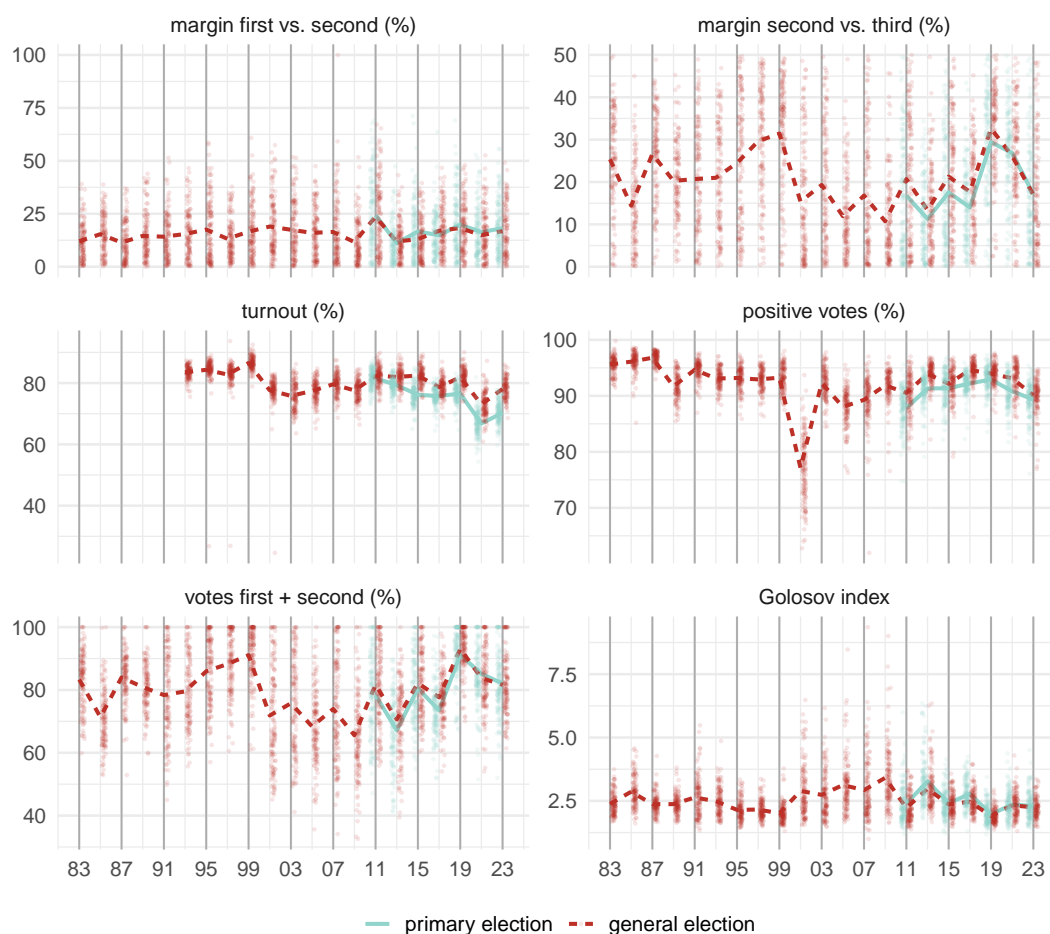 margin first vs. second (%)
margin second vs. third (%)
100
75
50
25
0
50
40
30
20
10
0
turnout (%)
positive votes (%)
80
60
40
100
90
80
70
votes first + second (%)
Golosov index
100
80
60
40
7.5
5.0
2.5
83 87 91 95 99 03 07 11 15 19 23
83 87 91 95 99 03 07 11 15 19 23
primary election general election